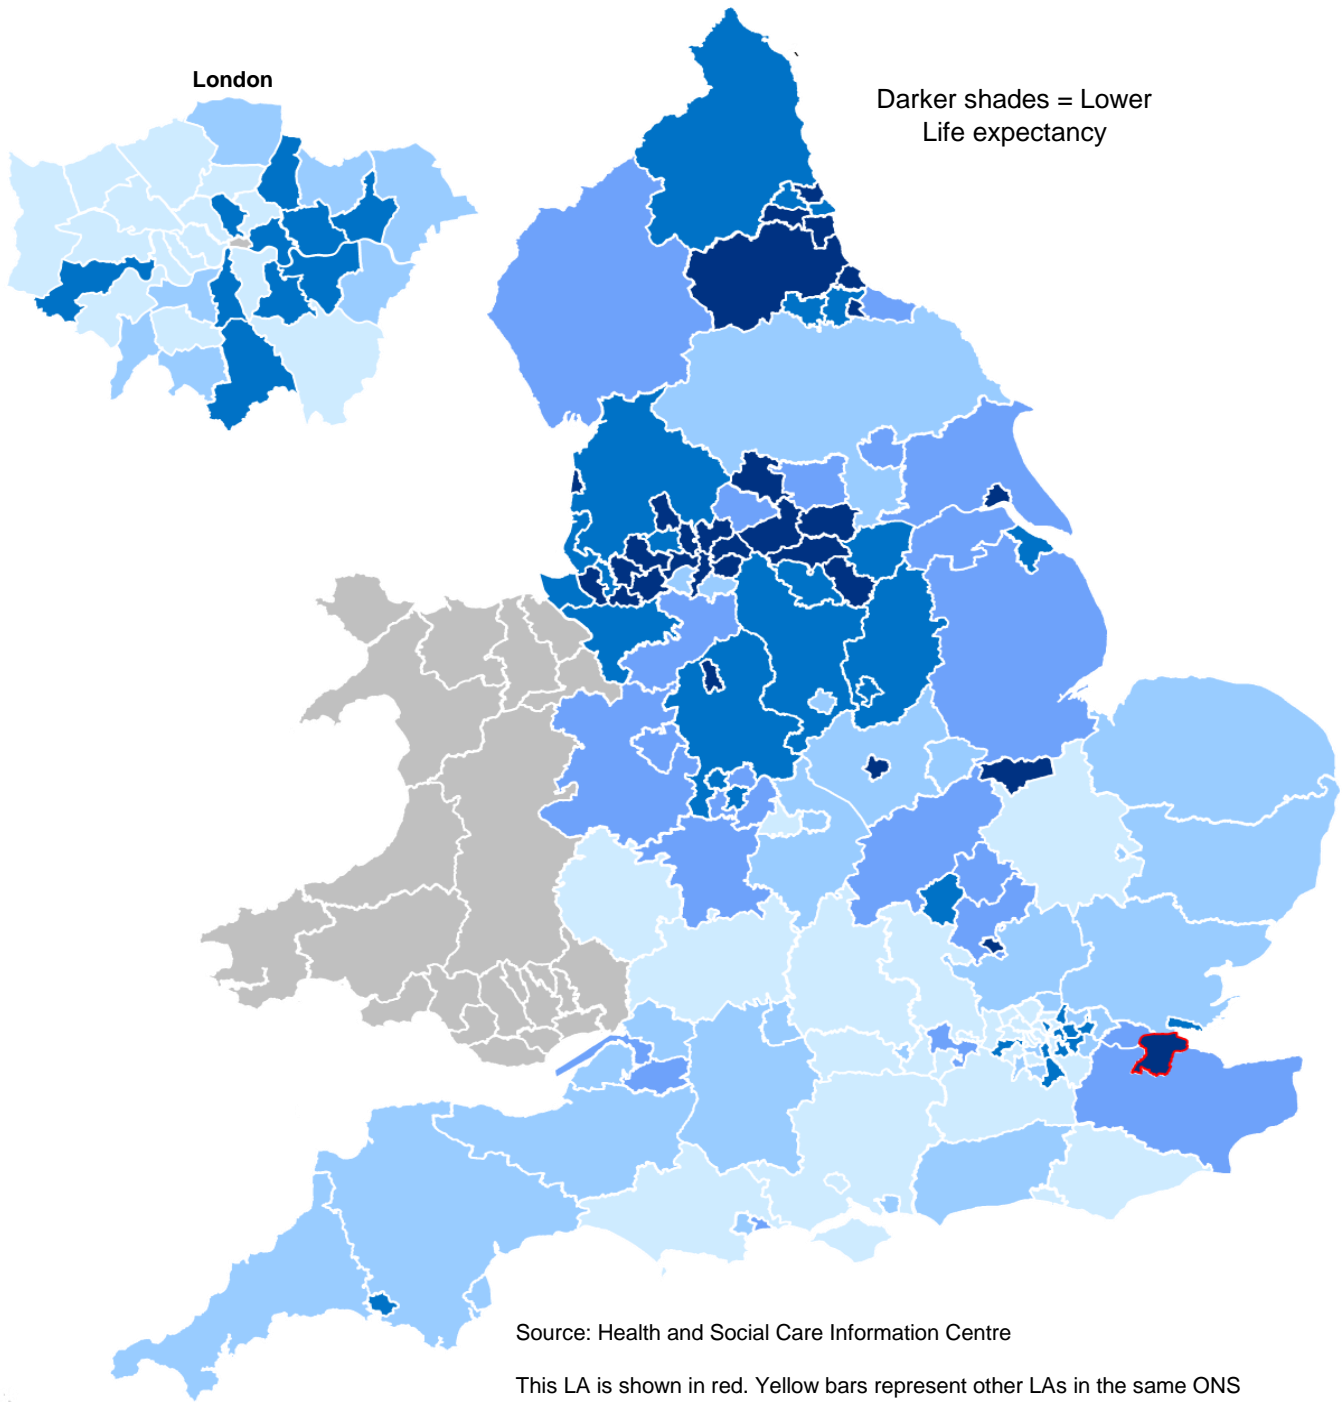 London
Darker shades = Lower
Life expectancy
Source: Health and Social Care Information Centre
This LA is shown in red. Yellow bars represent other LAs in the same ONS